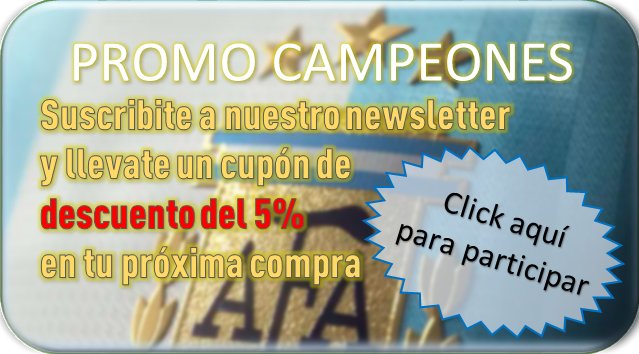 PROMO CAMPEONES
Suscribite a nuestro newsletter
y llevate un cupón de
descuento del 5%
en tu próxima compra
Click aquí
para participar
AFA